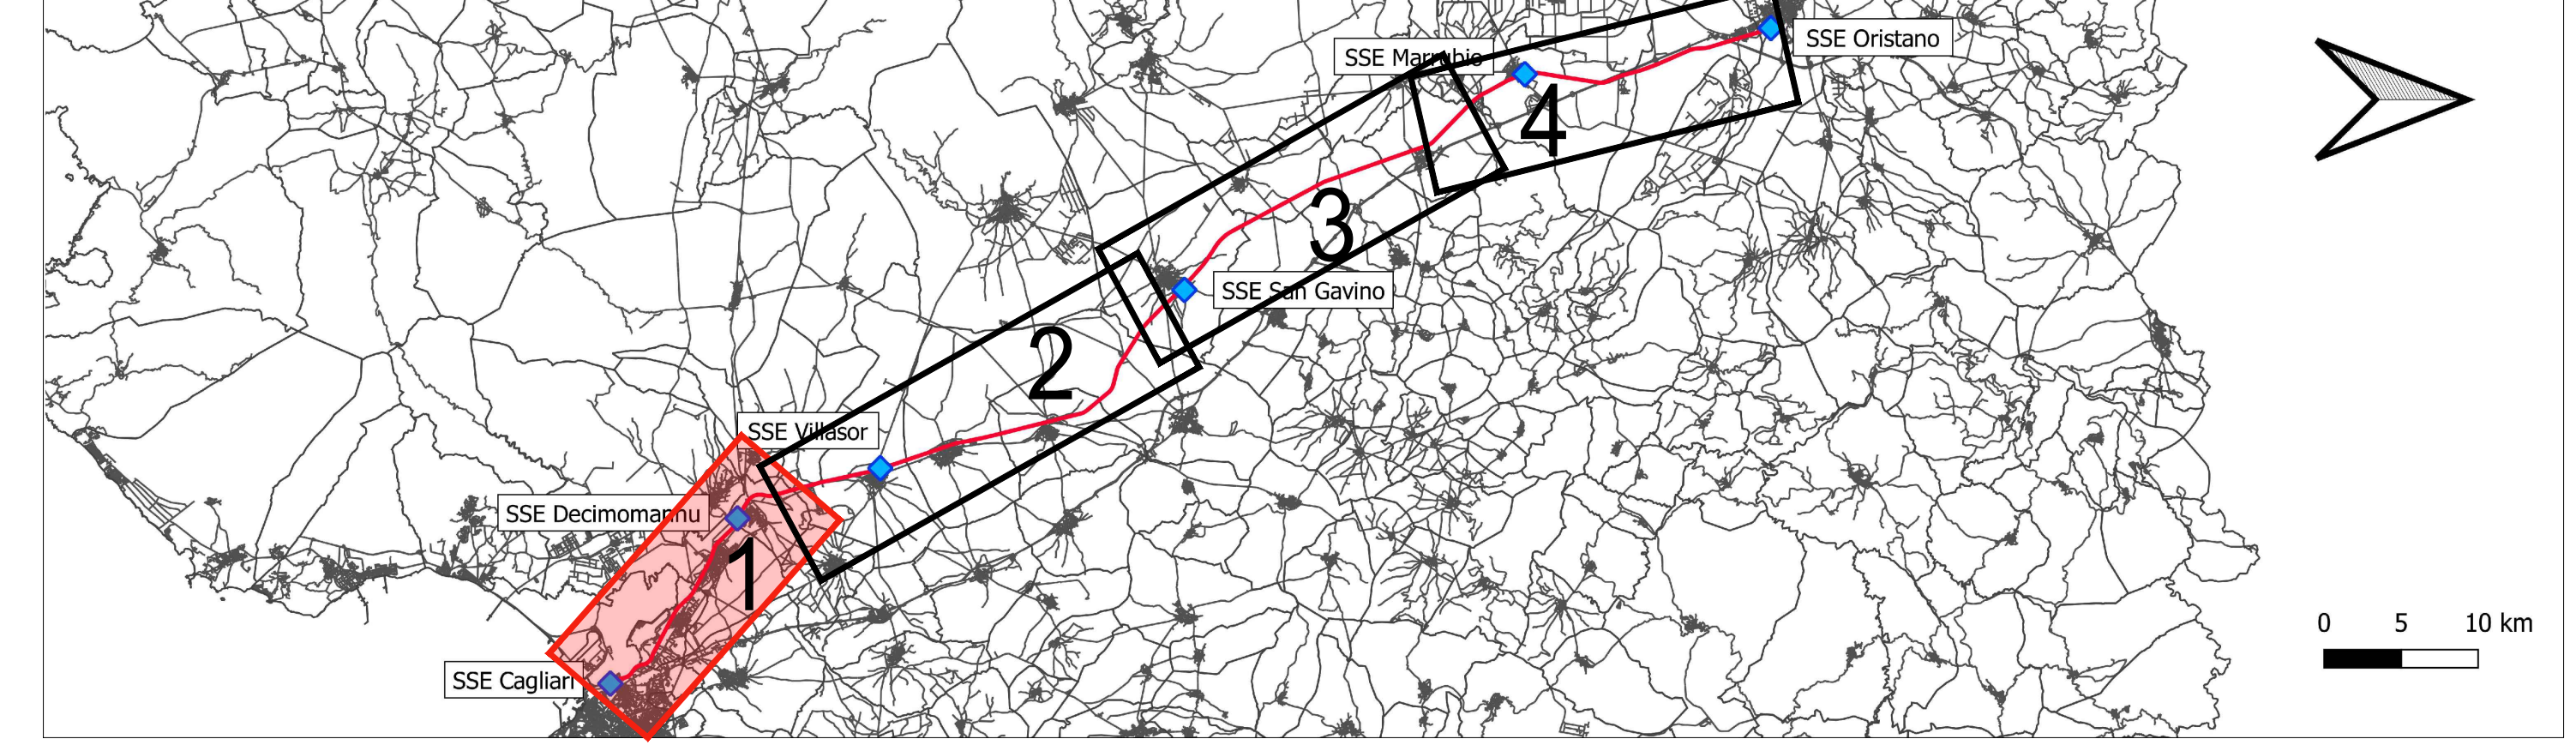 SSE Oristano
SSE Marrubio
4
3
SSE San Gavino
2
SSE Villasor
SSE Decimomannu
1
SSE Cagliari
0 5 10 km